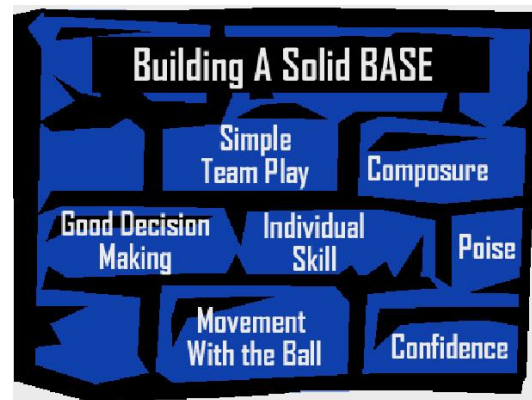 Building A Solid BASE
Simple
Team Play
Composure
Good Decision
Making
Individual
Skill
Poise
Movement
With the Ball
Confidence